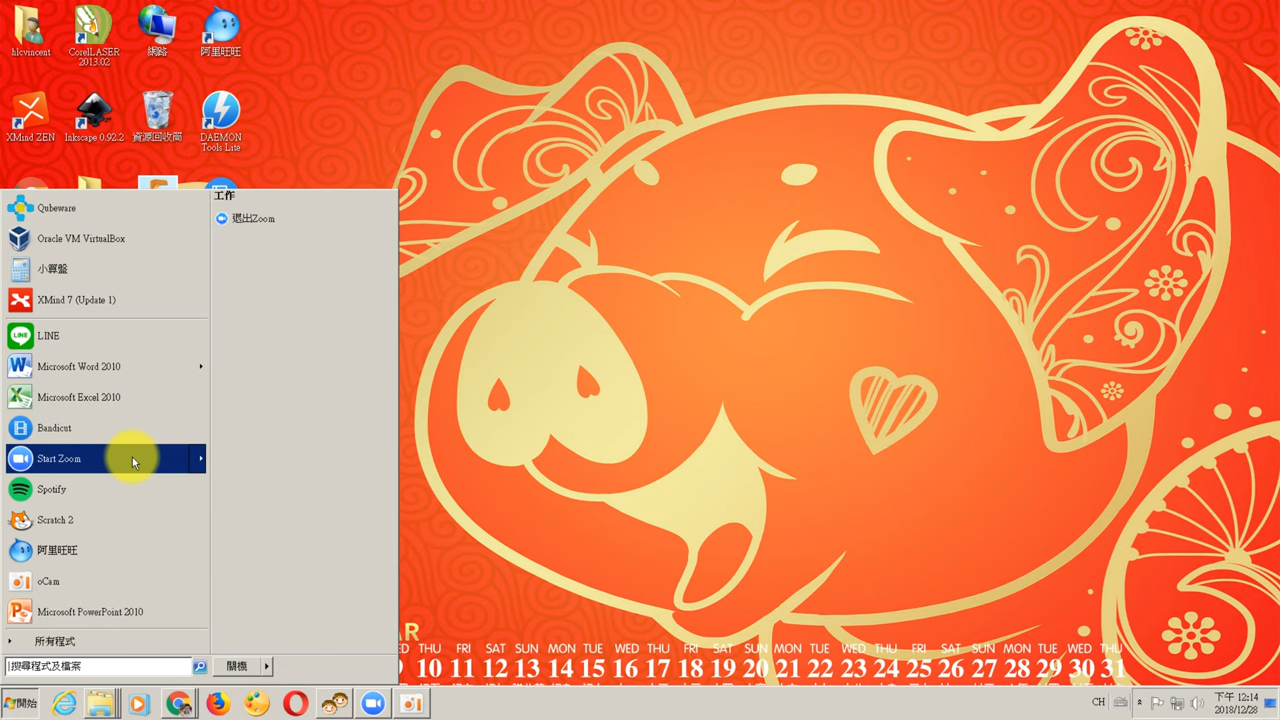 hlcvincent
CorelLASER
2013.02
網路
阿里旺旺
XMind ZEN
Inkscape 0.92.2
資源回收筒
DAEMON
Tools Lite
Qubeware
Oracle VM VirtualBox
小算盤
XMind 7 (Update 1)
LINE
Microsoft Word 2010
Microsoft Excel 2010
Bandicut
Start Zoom
Spotify
Scratch 2
阿里旺旺
oCam
Microsoft PowerPoint 2010
所有程式
搜尋程式及檔案
關機
工作
退出Zoom
AR
ED THU FRI SAT SUN MON TUE WED THU FRI SAT SUN MON TUE WED THU FRI SAT SUN MON TUE WED THU
10 11 12 13 14 15 16 17 18 19 20 21 22 23 24 25 26 27 28 29 30 31
開始
CH
下午 12:14
2018/12/28